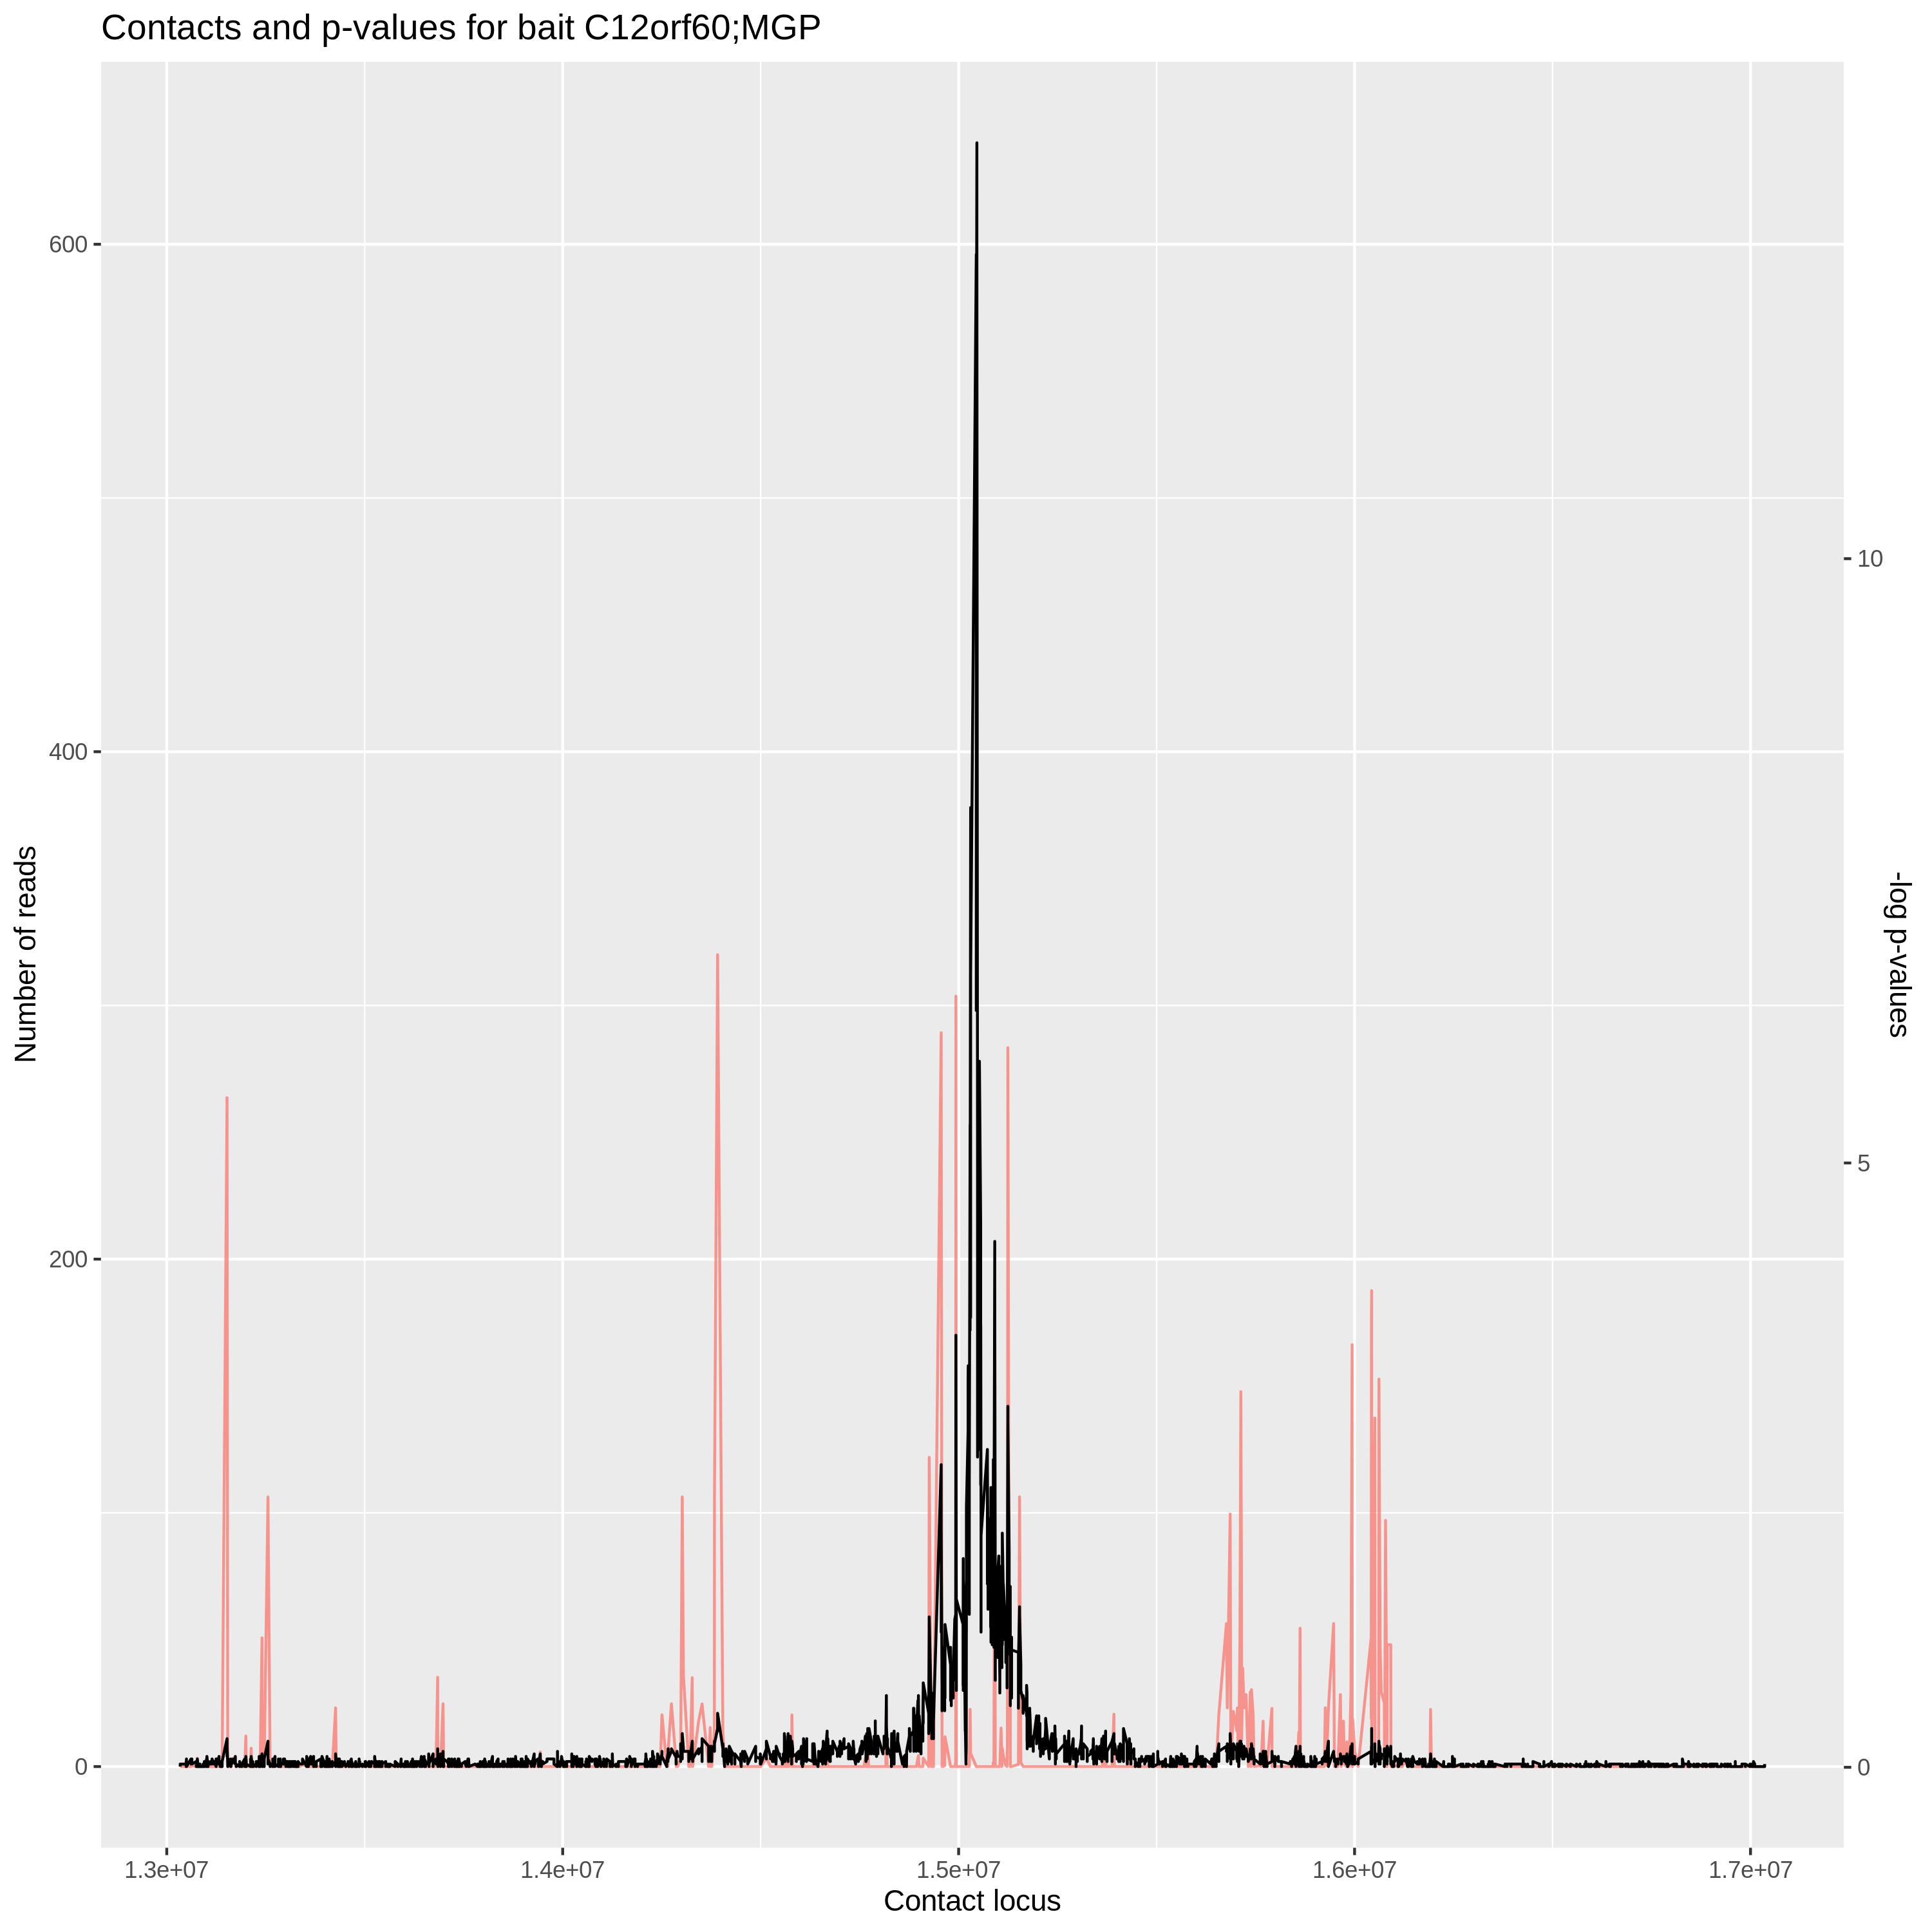 Contacts and p-values for bait C12orf60;MGP
600
400
200
0
10
5
0
Number of reads
-log p-values
1.3e+07 1.4e+07 1.5e+07 1.6e+07 1.7e+07
Contact locus